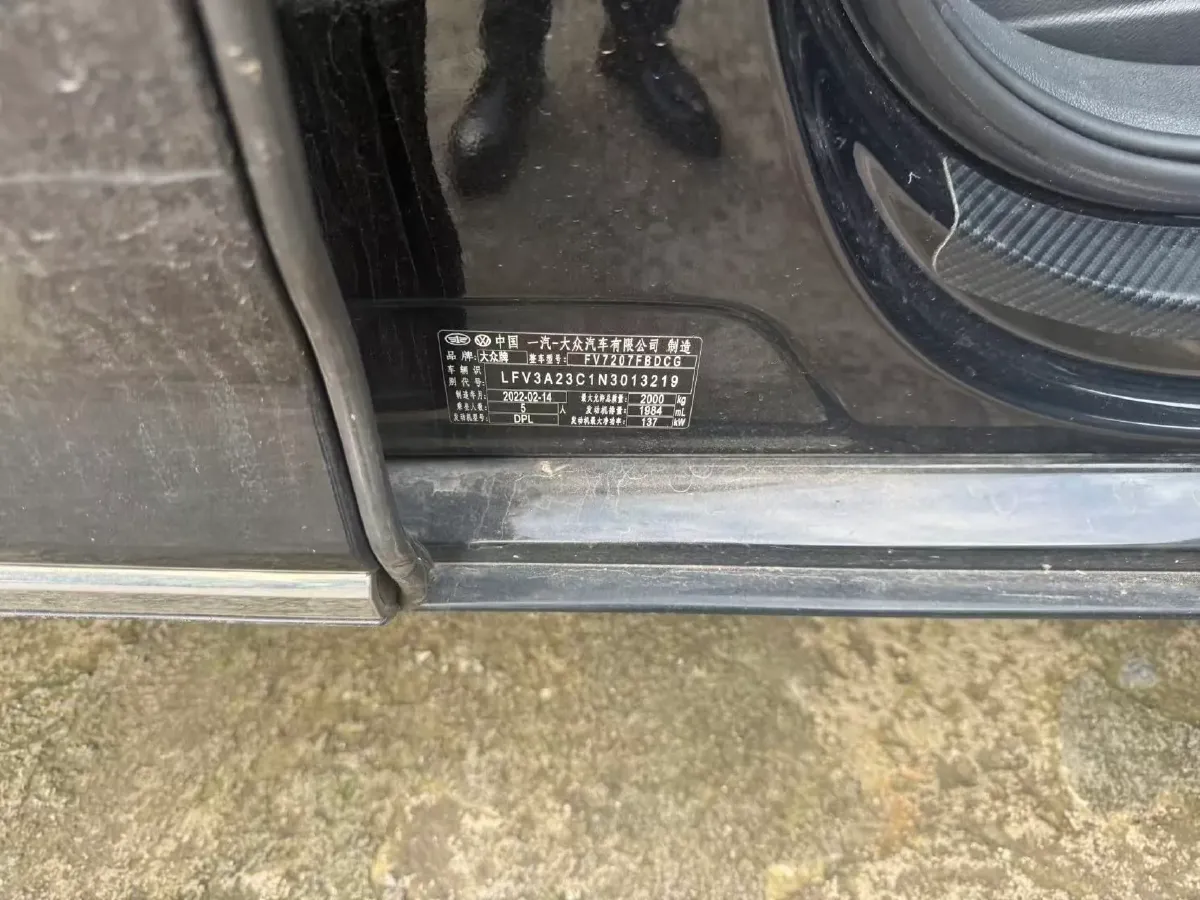 中国 一汽-大众汽车有限公司 制造
品牌: 大众牌 整车型号: FV7207FBDCG
车辆识别代号: LFV3A23C1N3013219
制造年月: 2022-02-14 最大允许总质量: 2000 kg
乘坐人数: 5 人 发动机排量: 1984 mL
发动机型号: DPL 发动机最大净功率: 137 kW